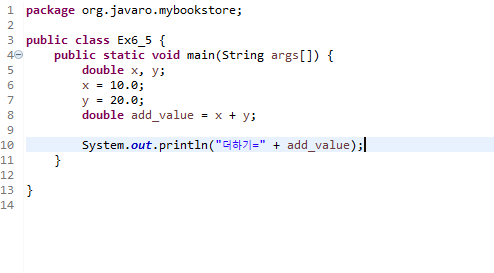 1 package org.javaro.mybookstore;
2
3 public class Ex6_5 {
4     public static void main(String args[]) {
5         double x, y;
6         x = 10.0;
7         y = 20.0;
8         double add_value = x + y;
9
10         System.out.println("더하기=" + add_value);
11     }
12
13 }
14